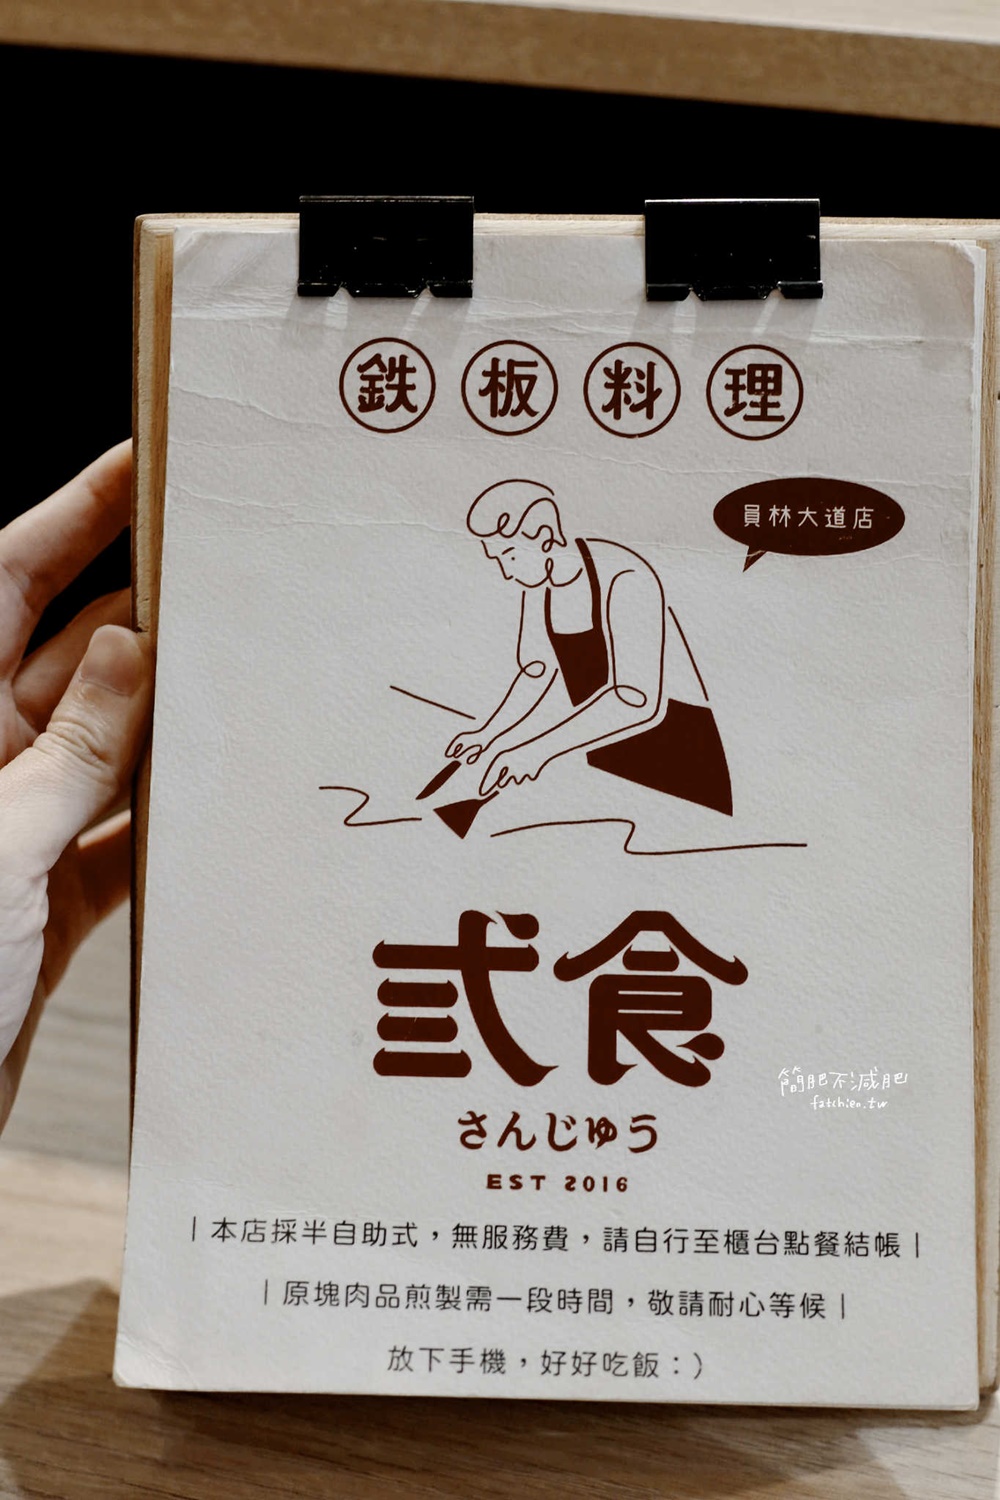 鉄板料理
員林大道店
弎食
簡肥不減肥
fatchien.tw
さんじゅう
EST 2016
|本店採半自助式，無服務費，請自行至櫃台點餐結帳|
|原塊肉品煎製需一段時間，敬請耐心等候|
放下手機，好好吃飯：）